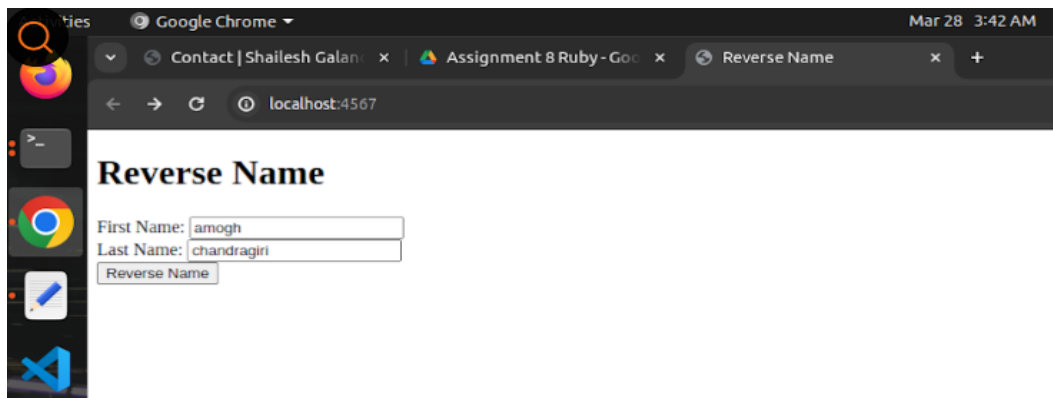 ties
Google Chrome
Mar 28 3:42 AM
Contact | Shailesh Galan
Assignment 8 Ruby - Goo
Reverse Name
localhost:4567
Reverse Name
First Name: amogh
Last Name: chandragiri
Reverse Name